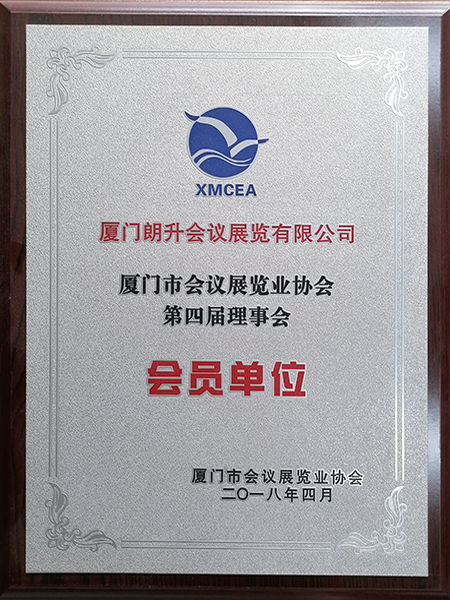 XMCEA
厦门朗升会议展览有限公司
厦门市会议展览业协会
第四届理事会
会员单位
厦门市会议展览业协会
二〇一八年四月